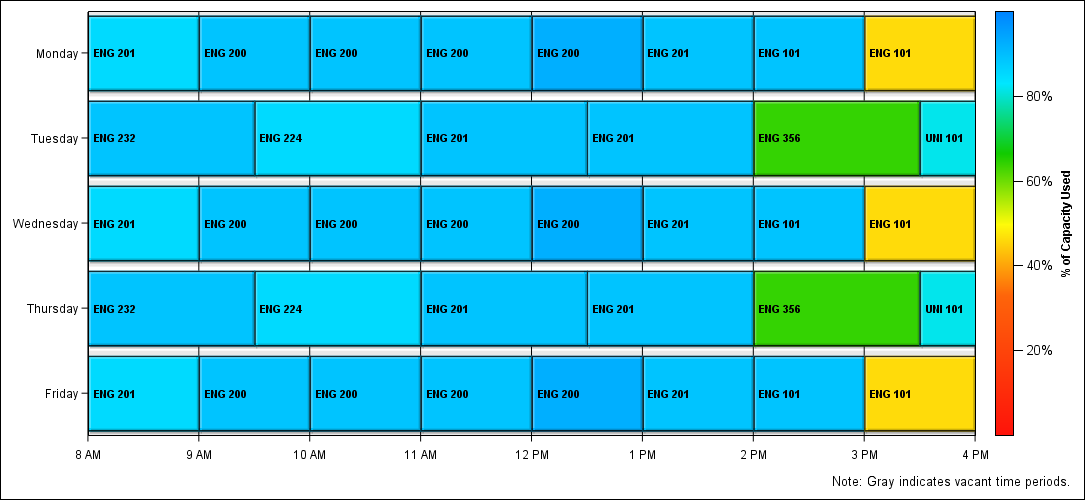 Monday
ENG 201 ENG 200 ENG 200 ENG 200 ENG 200 ENG 201 ENG 101 ENG 101
Tuesday
ENG 232 ENG 224 ENG 201 ENG 201 ENG 356 UNI 101
Wednesday
ENG 201 ENG 200 ENG 200 ENG 200 ENG 200 ENG 201 ENG 101 ENG 101
Thursday
ENG 232 ENG 224 ENG 201 ENG 201 ENG 356 UNI 101
Friday
ENG 201 ENG 200 ENG 200 ENG 200 ENG 200 ENG 201 ENG 101 ENG 101
8 AM 9 AM 10 AM 11 AM 12 PM 1 PM 2 PM 3 PM 4 PM
80%
60%
40%
20%
% of Capacity Used
Note: Gray indicates vacant time periods.